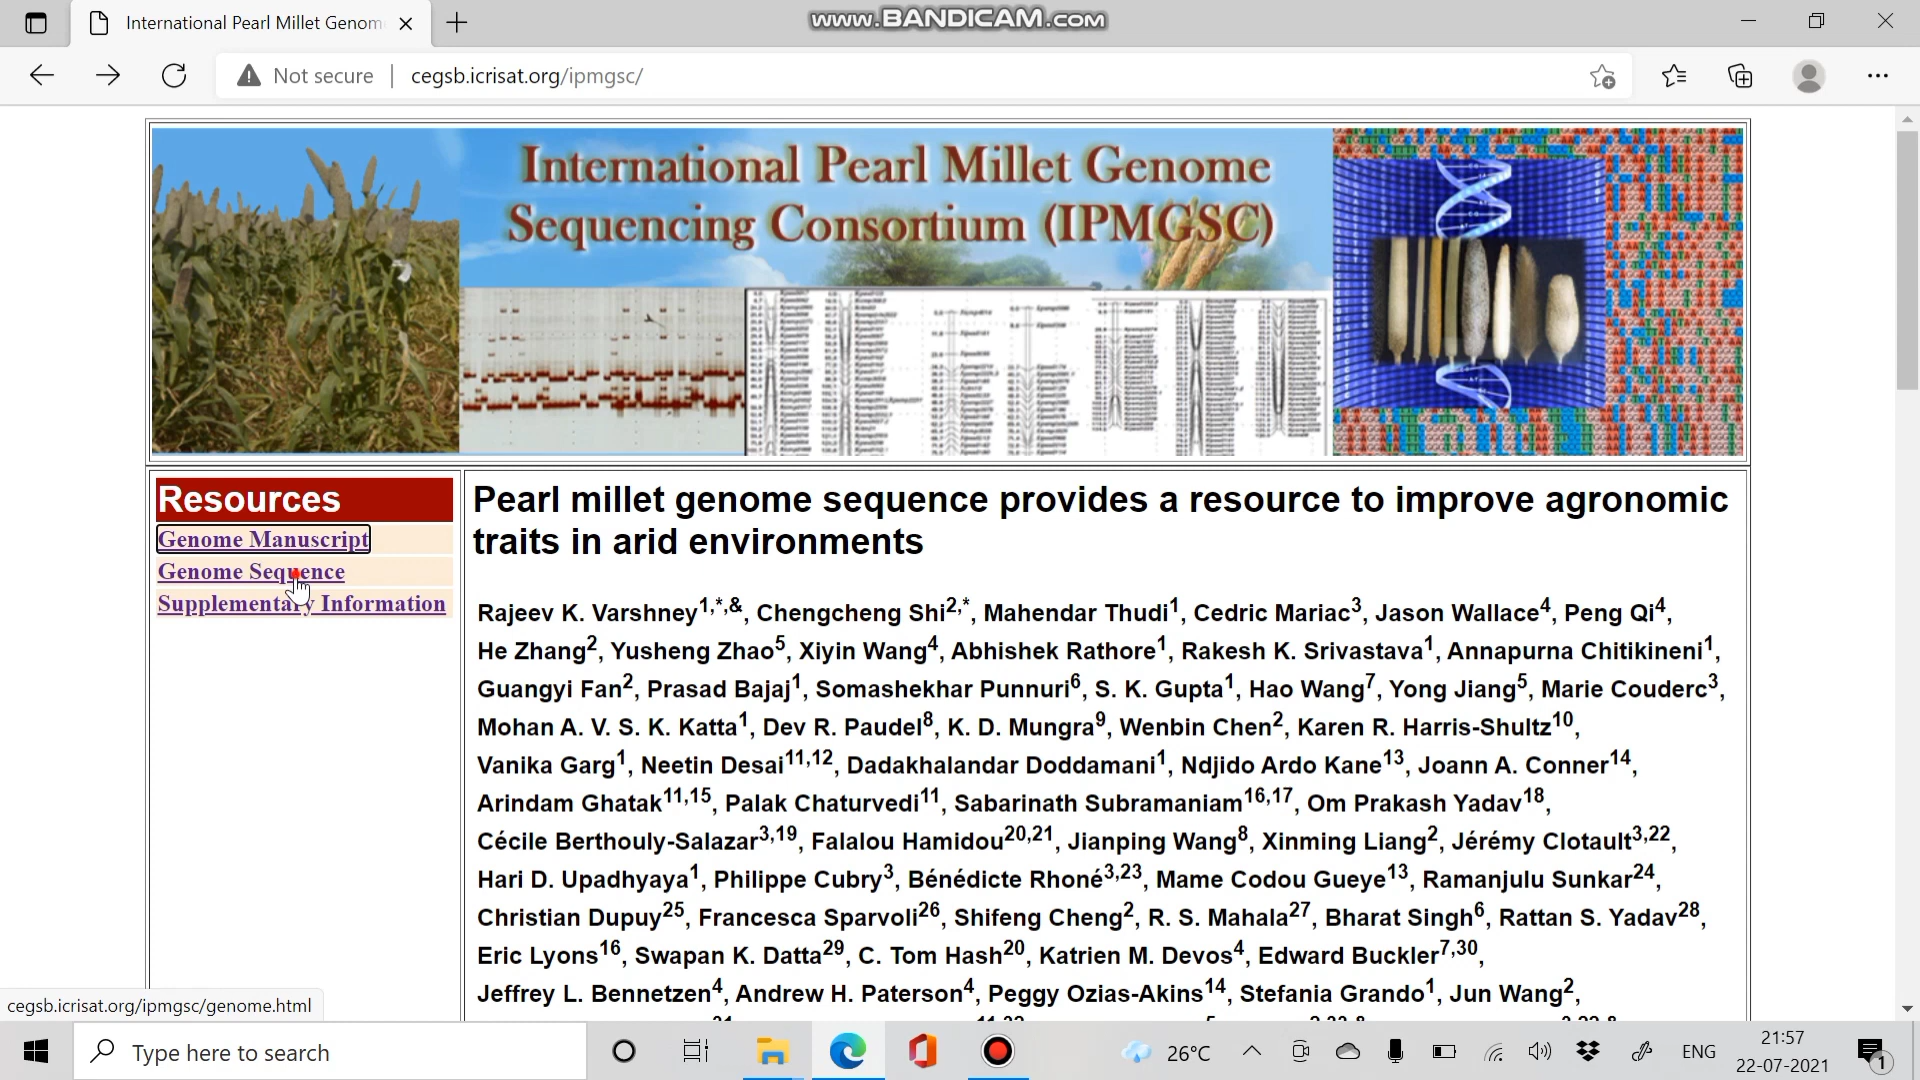 International Pearl Millet Genom
www.BANDICAM.com
Not secure
cegsb.icrisat.org/ipmgsc/
International Pearl Millet Genome
Sequencing Consortium (IPMGSC)
Resources
Genome Manuscript
Genome Sequence
Supplementary Information
Pearl millet genome sequence provides a resource to improve agronomic
traits in arid environments
Rajeev K. Varshney1,*,&, Chengcheng Shi2,*, Mahendar Thudi1, Cedric Mariac3, Jason Wallace4, Peng Qi4,
He Zhang2, Yusheng Zhao5, Xiyin Wang4, Abhishek Rathore1, Rakesh K. Srivastava1, Annapurna Chitikineni1,
Guangyi Fan2, Prasad Bajaj1, Somashekhar Punnuri6, S. K. Gupta1, Hao Wang7, Yong Jiang5, Marie Couderc3,
Mohan A. V. S. K. Katta1, Dev R. Paudel8, K. D. Mungra9, Wenbin Chen2, Karen R. Harris-Shultz10,
Vanika Garg1, Neetin Desai11,12, Dadakhalandar Doddamani1, Ndjido Ardo Kane13, Joann A. Conner14,
Arindam Ghatak11,15, Palak Chaturvedi11, Sabarinath Subramaniam16,17, Om Prakash Yadav18,
Cécile Berthouly-Salazar3,19, Falalou Hamidou20,21, Jianping Wang8, Xinming Liang2, Jérémy Clotault3,22,
Hari D. Upadhyaya1, Philippe Cubry3, Bénédicte Rhoné3,23, Mame Codou Gueye13, Ramanjulu Sunkar24,
Christian Dupuy25, Francesca Sparvoli26, Shifeng Cheng2, R. S. Mahala27, Bharat Singh6, Rattan S. Yadav28,
Eric Lyons16, Swapan K. Datta29, C. Tom Hash20, Katrien M. Devos4, Edward Buckler7,30,
Jeffrey L. Bennetzen4, Andrew H. Paterson4, Peggy Ozias-Akins14, Stefania Grando1, Jun Wang2,
cegsb.icrisat.org/ipmgsc/genome.html
Type here to search
26°C
ENG
21:57
22-07-2021
1